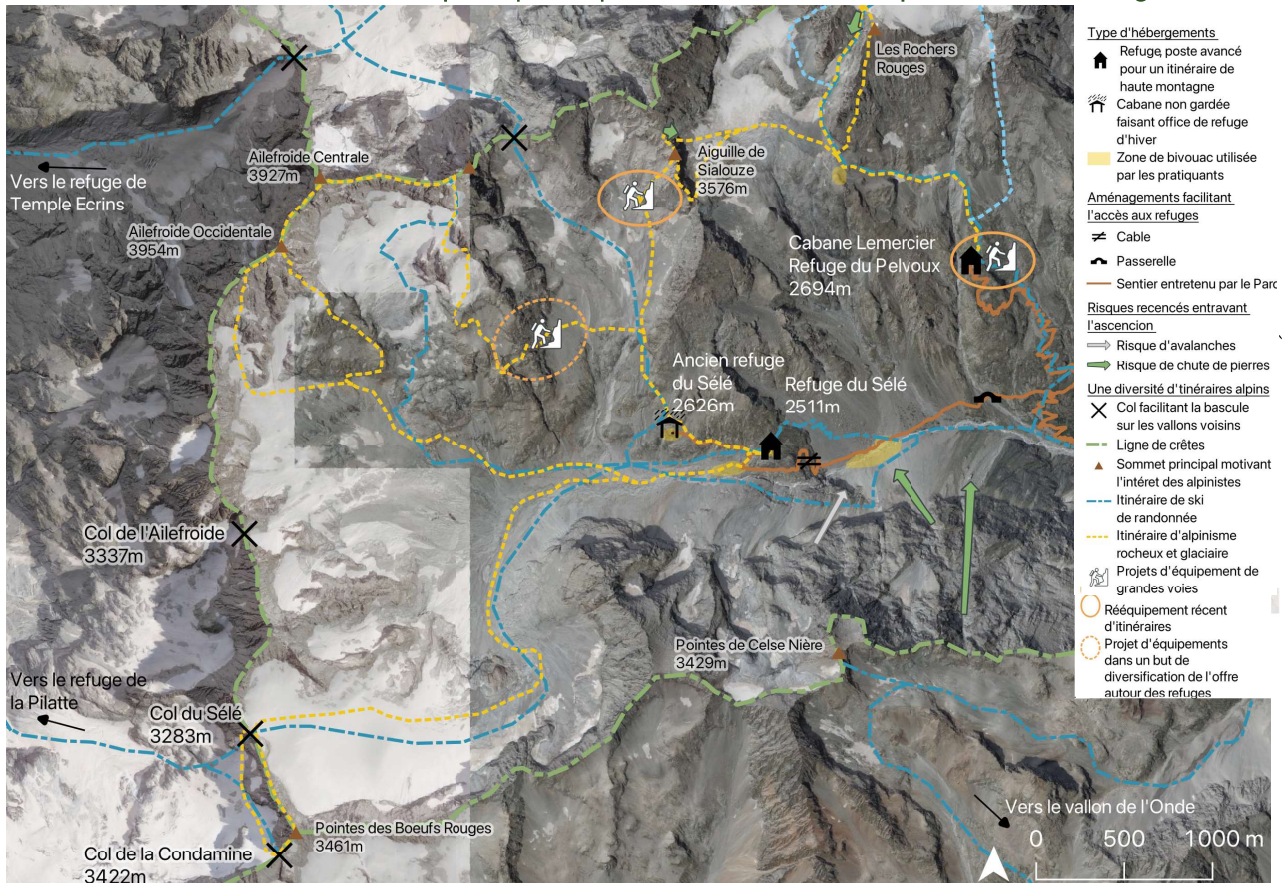 Les Rochers
Rouges
Ailefroide Centrale
3927m
Aiguille de
Sialouze
3576m
Vers le refuge de
Temple Ecrins
Ailefroide Occidentale
3954m
Cabane Lemercier
Refuge du Pelvoux
2694m
Ancien refuge
du Sélé
2626m
Refuge du Sélé
2511m
Col de l'Ailefroide
3337m
Pointes de Celse Nière
3429m
Vers le refuge de
la Pilatte
Col du Sélé
3283m
Pointes des Boeufs Rouges
3461m
Col de la Condamine
3422m
Vers le vallon de l'Onde
0 500 1000 m
Type d'hébergements
Refuge, poste avancé
pour un itinéraire de
haute montagne
Cabane non gardée
faisant office de refuge
d'hiver
Zone de bivouac utilisée
par les pratiquants
Aménagements facilitant
l'accès aux refuges
Cable
Passerelle
Sentier entretenu par le Parc
Risques recencés entravant
l'ascencion
Risque d'avalanches
Risque de chute de pierres
Une diversité d'tinéraires alpins
Col facilitant la bascule
sur les vallons voisins
Ligne de crêtes
Sommet principal motivant
l'intéret des alpinistes
Itinéraire de ski
de randonnée
Itinéraire d'alpinisme
rocheux et glaciaire
Projets d'équipement de
grandes voies
Rééquipement récent
d'itinéraires
Projet d'équipements
dans un but de
diversification de l'offre
autour des refuges